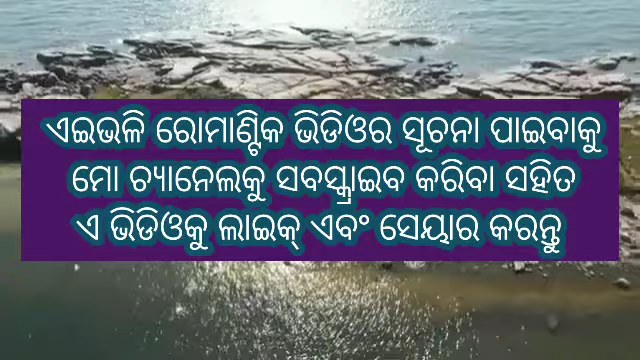 ଏଇଭଳି ରୋମାଣ୍ଟିକ ଭିଡିଓର ସୂଚନା ପାଇବାକୁ
ମୋ ଚ୍ୟାନେଲକୁ ସବସ୍କ୍ରାଇବ କରିବା ସହିତ
ଏ ଭିଡିଓକୁ ଲାଇକ୍ ଏବଂ ସେୟାର କରନ୍ତୁ